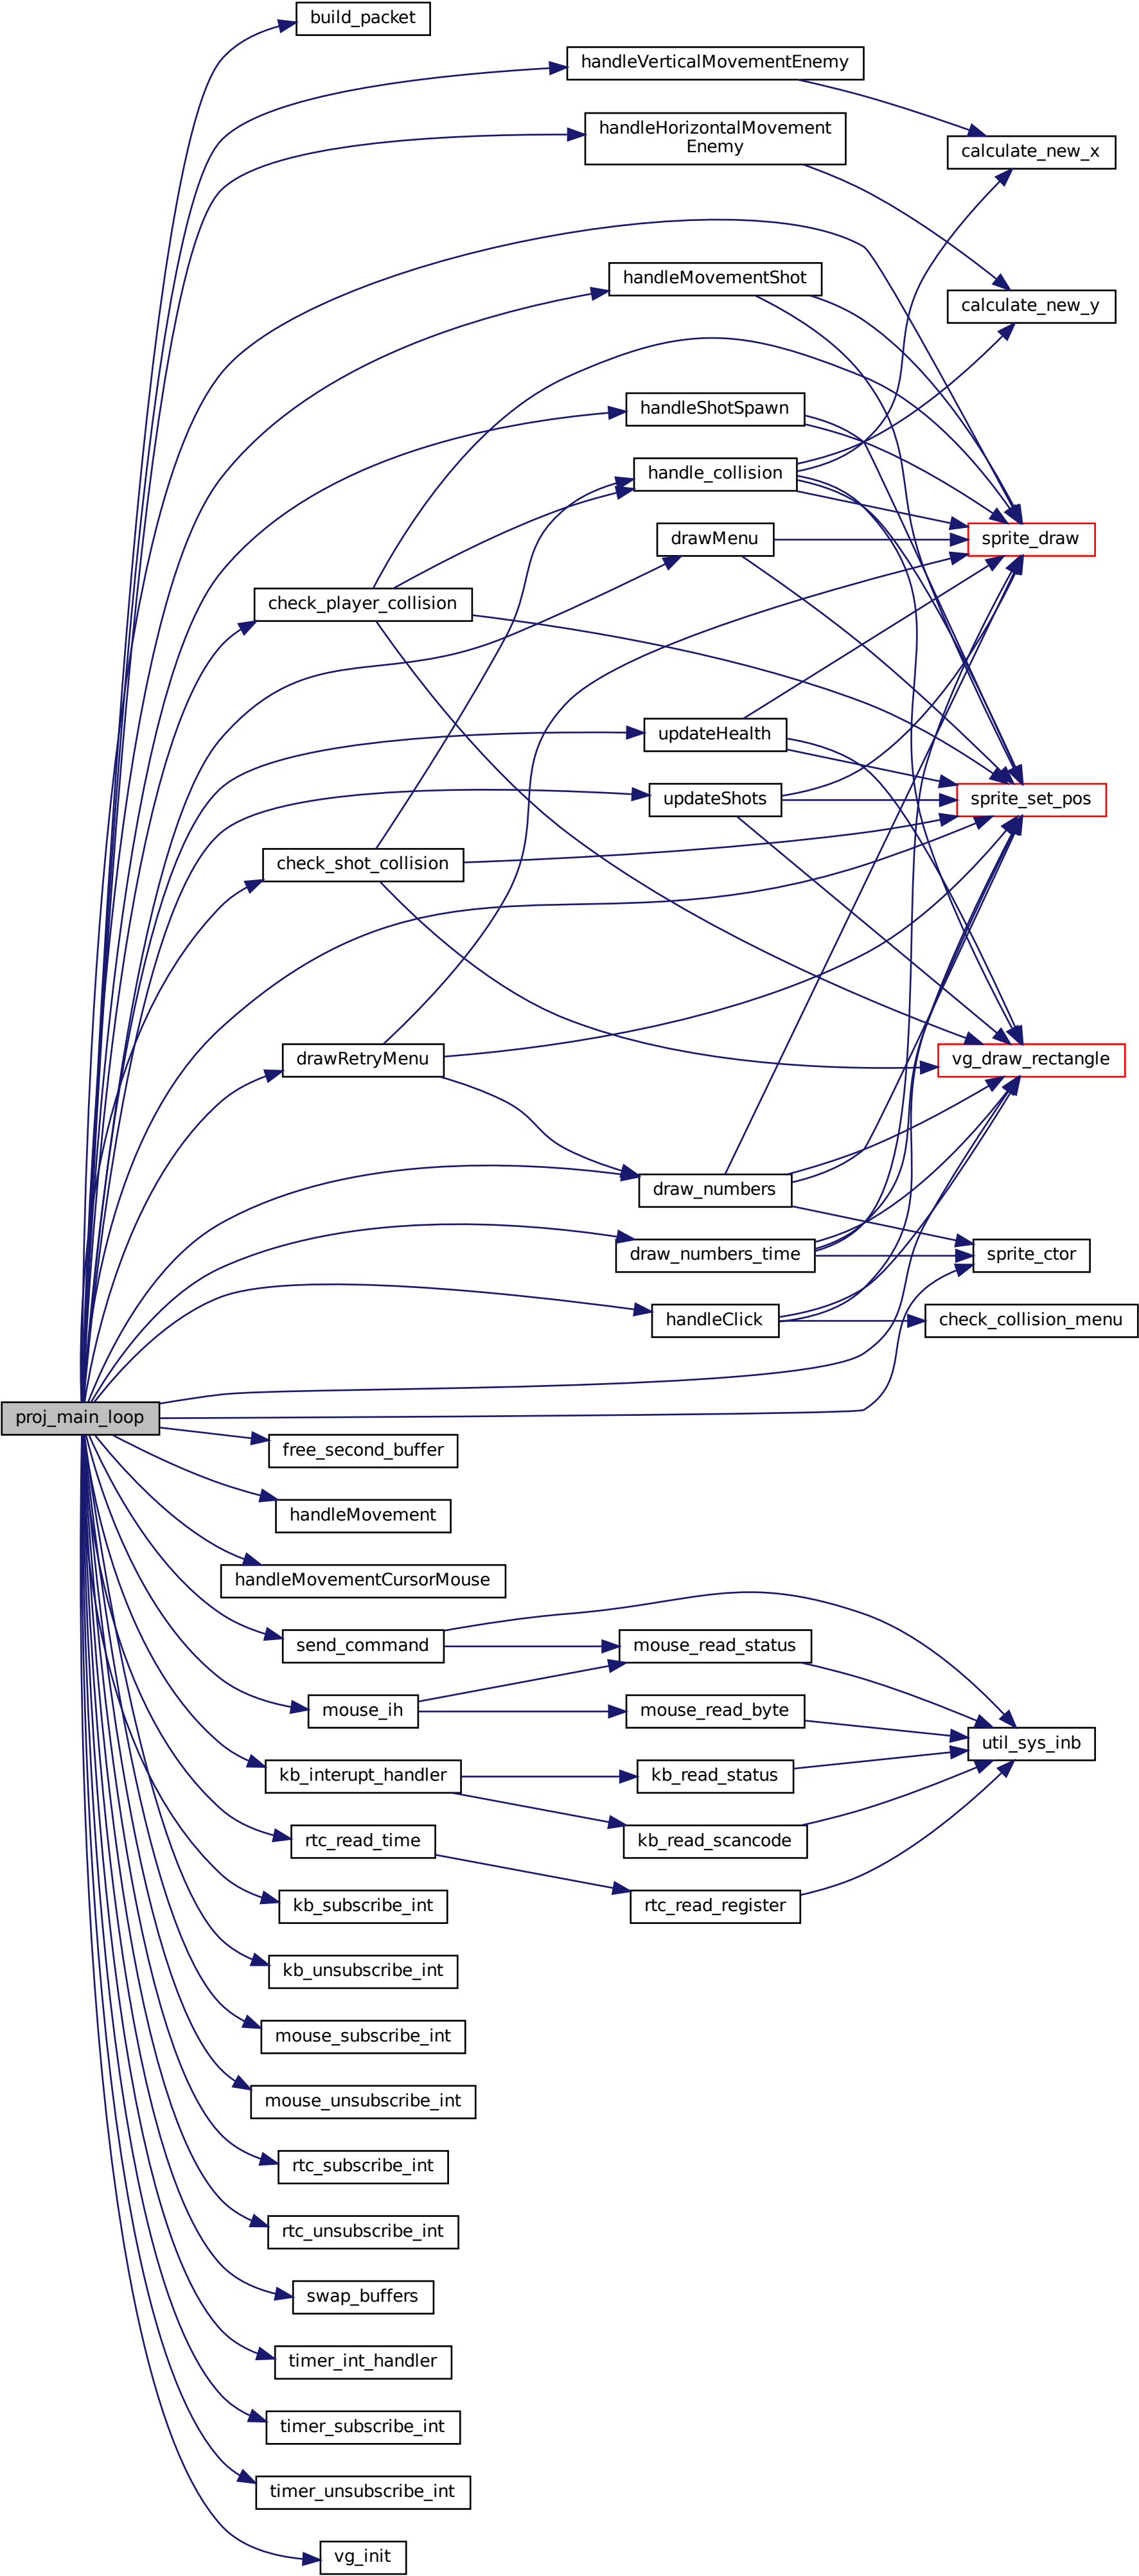 build_packet
handleVerticalMovementEnemy
handleHorizontalMovement
Enemy
calculate_new_x
handleMovementShot
calculate_new_y
handleShotSpawn
handle_collision
drawMenu
sprite_draw
check_player_collision
updateHealth
updateShots
sprite_set_pos
check_shot_collision
drawRetryMenu
vg_draw_rectangle
draw_numbers
draw_numbers_time
sprite_ctor
handleClick
check_collision_menu
proj_main_loop
free_second_buffer
handleMovement
handleMovementCursorMouse
send_command
mouse_read_status
mouse_ih
mouse_read_byte
util_sys_inb
kb_interupt_handler
kb_read_status
rtc_read_time
kb_read_scancode
kb_subscribe_int
rtc_read_register
kb_unsubscribe_int
mouse_subscribe_int
mouse_unsubscribe_int
rtc_subscribe_int
rtc_unsubscribe_int
swap_buffers
timer_int_handler
timer_subscribe_int
timer_unsubscribe_int
vg_init